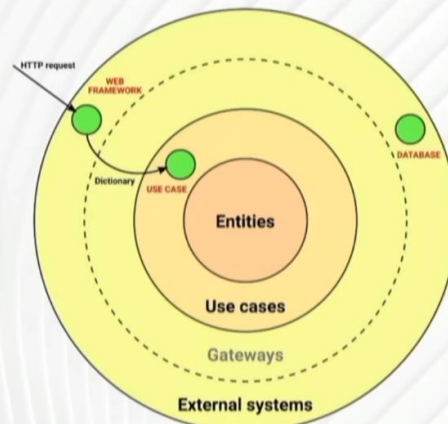 HTTP request
WEB
FRAMEWORK
DATABASE
Dictionary
USE CASE
Entities
Use cases
Gateways
External systems